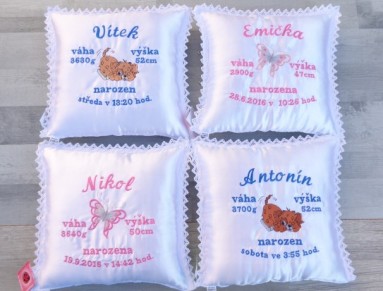 Vítek
váha výška
3630g 52cm
narozen
středa v 13:20 hod.
Emička
váha výška
2900g 47cm
narozena
28.6.2016 v 10:26 hod.
Nikol
váha výška
3640g 50cm
narozena
19.9.2016 v 14:42 hod.
Antonín
váha výška
3700g 52cm
narozen
sobota ve 3:55 hod.